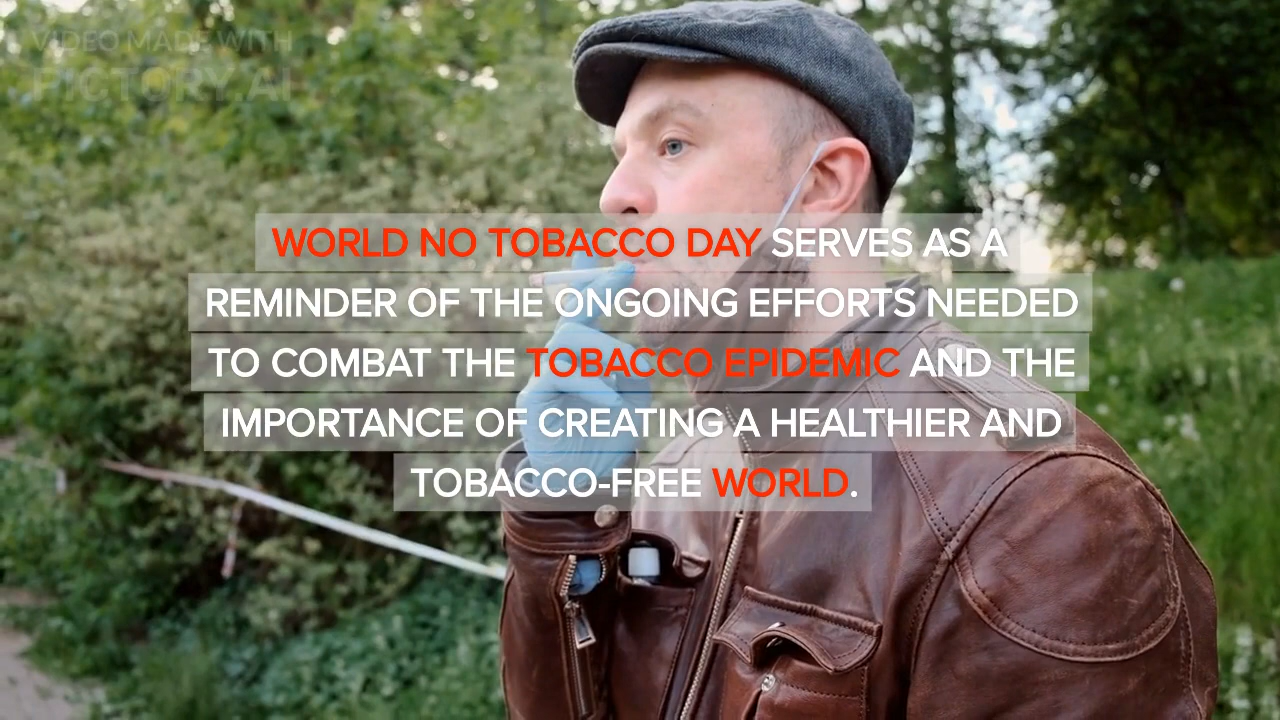 VIDEO MADE WITH
PICTORY.AI
WORLD NO TOBACCO DAY SERVES AS A
REMINDER OF THE ONGOING EFFORTS NEEDED
TO COMBAT THE TOBACCO EPIDEMIC AND THE
IMPORTANCE OF CREATING A HEALTHIER AND
TOBACCO-FREE WORLD.